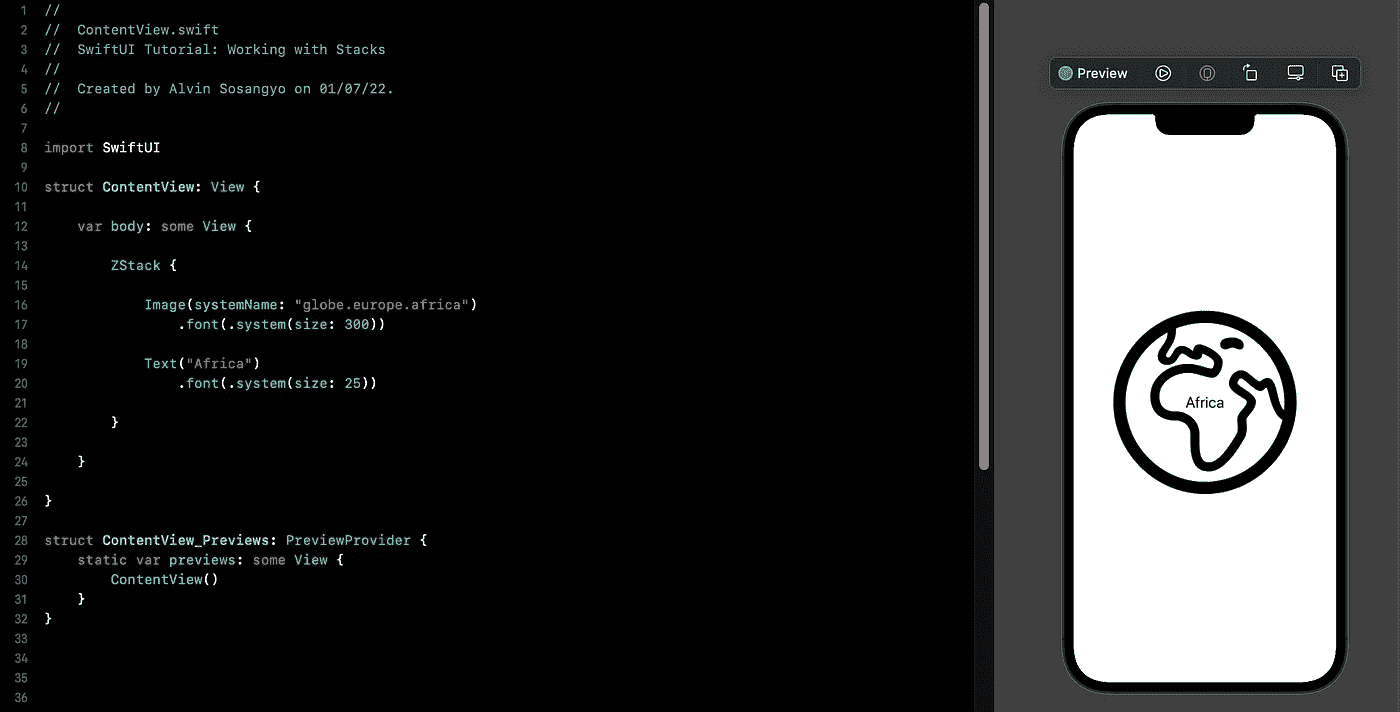 1 //
2 //  ContentView.swift
3 //  SwiftUI Tutorial: Working with Stacks
4 //
5 //  Created by Alvin Sosangyo on 01/07/22.
6 //
7
8 import SwiftUI
9
10 struct ContentView: View {
11
12     var body: some View {
13
14         ZStack {
15
16             Image(systemName: "globe.europe.africa")
17                 .font(.system(size: 300))
18
19             Text("Africa")
20                 .font(.system(size: 25))
21
22         }
23
24     }
25
26 }
27
28 struct ContentView_Previews: PreviewProvider {
29     static var previews: some View {
30         ContentView()
31     }
32 }
33
34
35
36
Preview
Africa